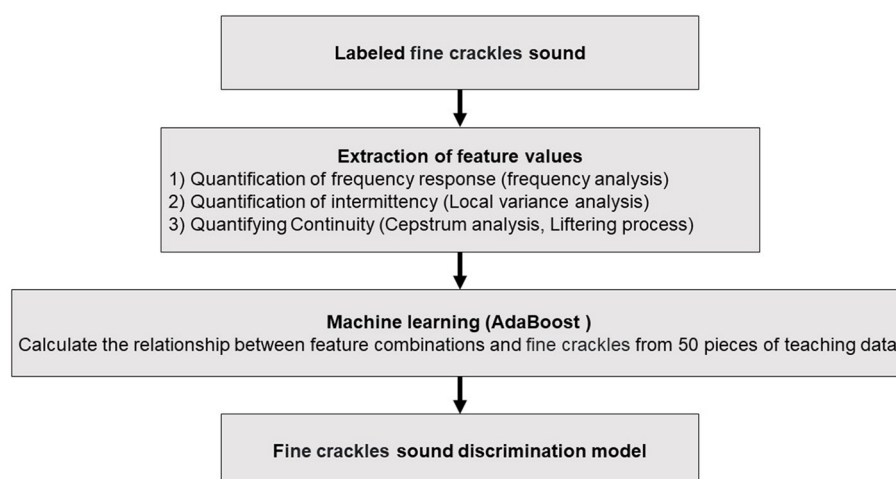 Labeled fine crackles sound
Extraction of feature values
1) Quantification of frequency response (frequency analysis)
2) Quantification of intermittency (Local variance analysis)
3) Quantifying Continuity (Cepstrum analysis, Liftering process)
Machine learning (AdaBoost )
Calculate the relationship between feature combinations and fine crackles from 50 pieces of teaching data
Fine crackles sound discrimination model